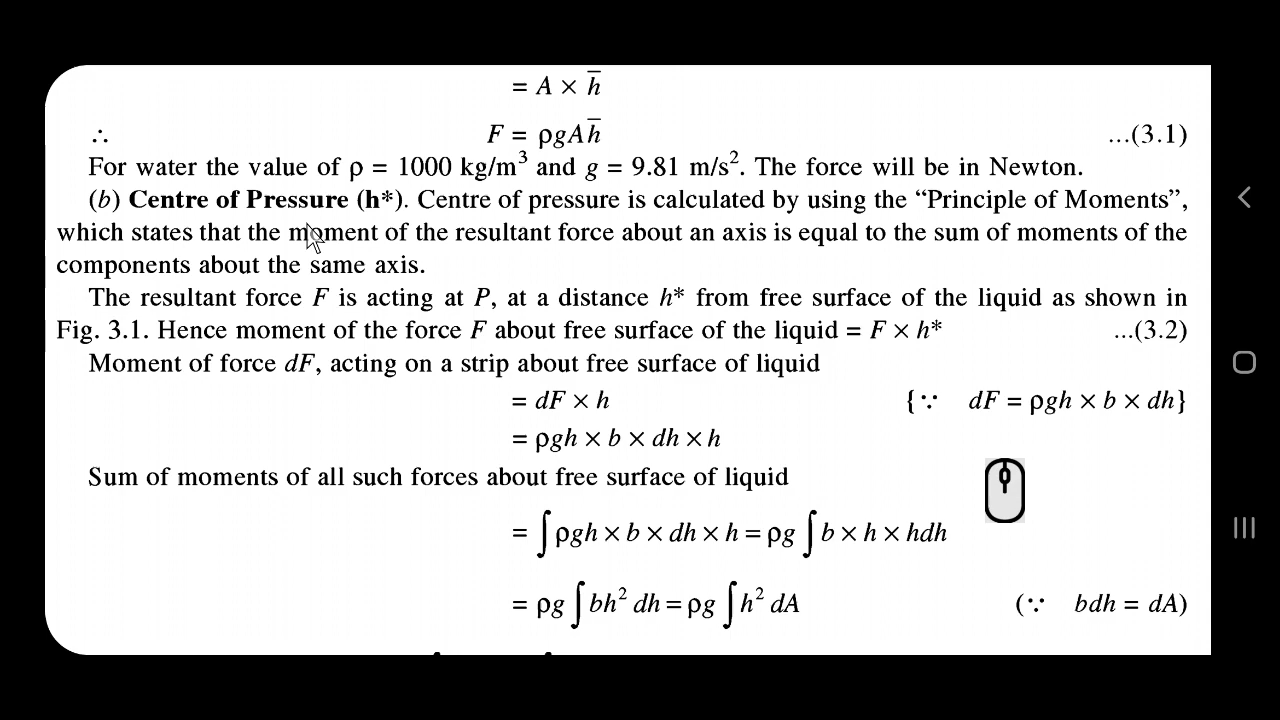 = A × h̅
∴ F = ρgAh̅ ...(3.1)
For water the value of ρ = 1000 kg/m³ and g = 9.81 m/s². The force will be in Newton.
(b) Centre of Pressure (h*). Centre of pressure is calculated by using the “Principle of Moments”,
which states that the moment of the resultant force about an axis is equal to the sum of moments of the
components about the same axis.
The resultant force F is acting at P, at a distance h* from free surface of the liquid as shown in
Fig. 3.1. Hence moment of the force F about free surface of the liquid = F × h* ...(3.2)
Moment of force dF, acting on a strip about free surface of liquid
= dF × h {∵ dF = ρgh × b × dh}
= ρgh × b × dh × h
Sum of moments of all such forces about free surface of liquid
= ∫ρgh × b × dh × h = ρg ∫b × h × hdh
= ρg ∫bh² dh = ρg ∫h² dA (∵ bdh = dA)